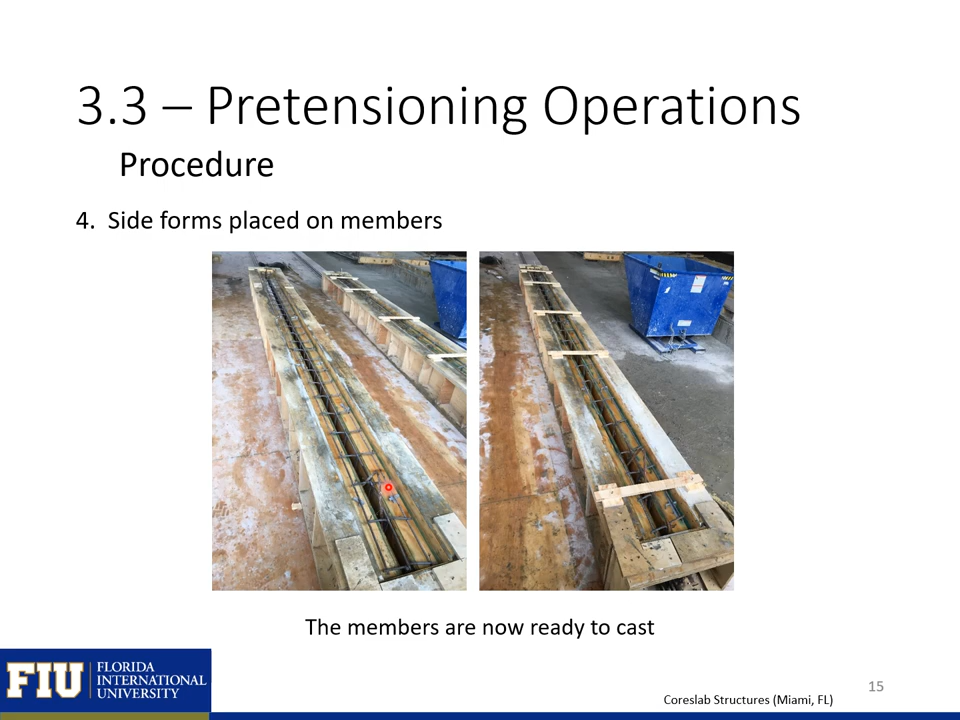 3.3 – Pretensioning Operations
Procedure
4. Side forms placed on members
The members are now ready to cast
FIU
FLORIDA
INTERNATIONAL
UNIVERSITY
Coreslab Structures (Miami, FL)
15